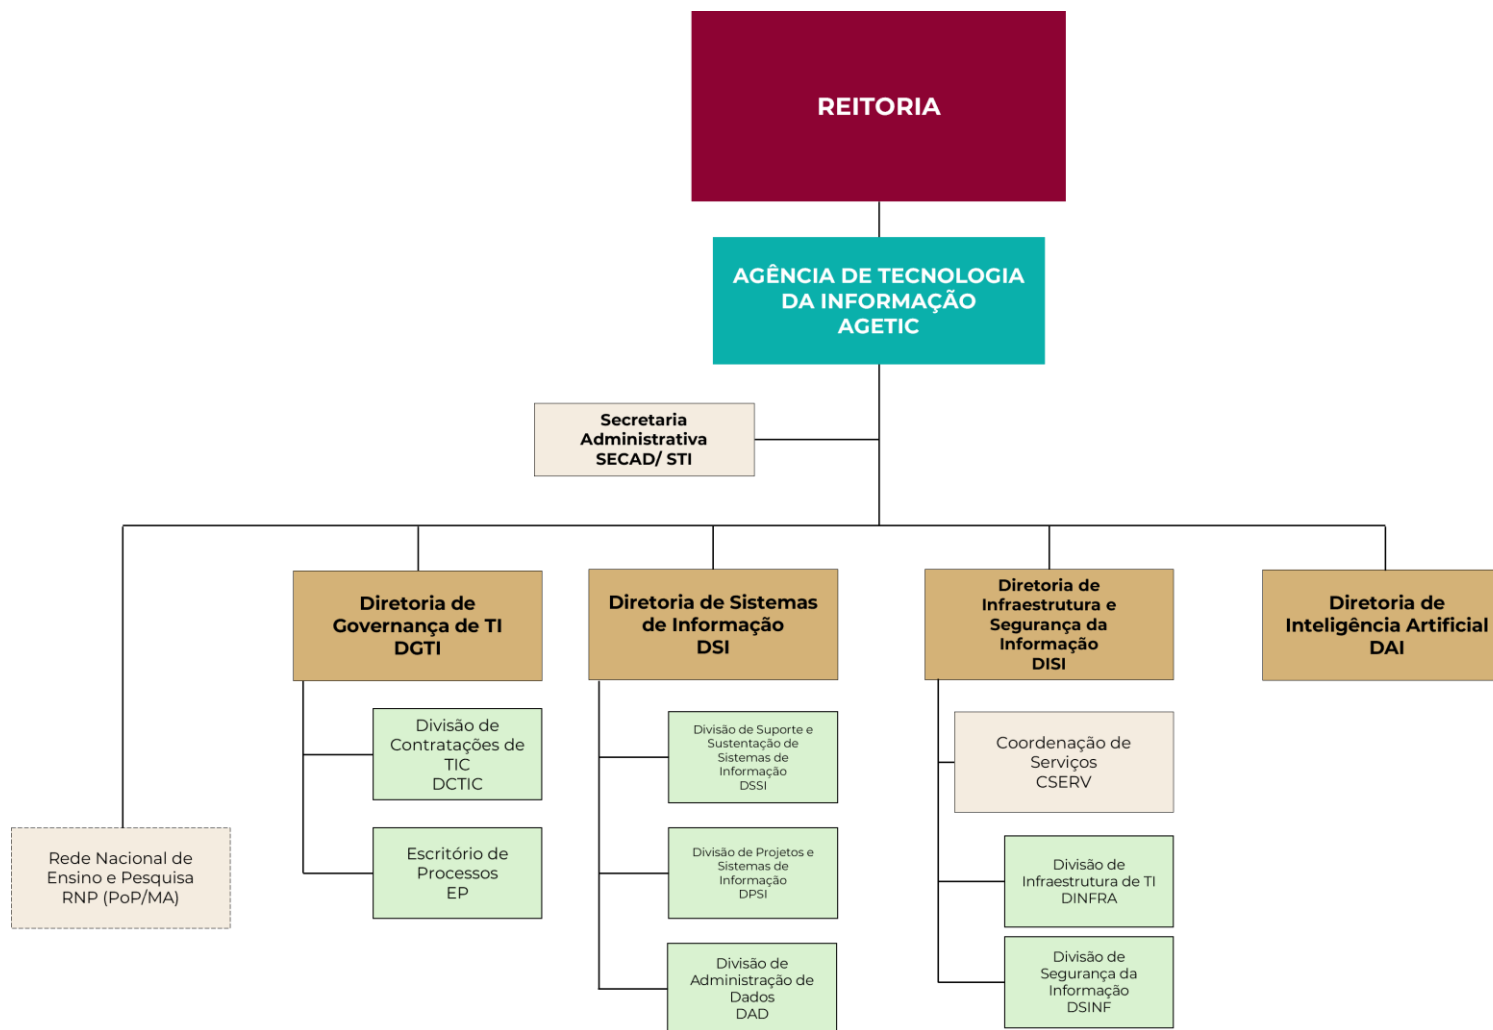 REITORIA
AGÊNCIA DE TECNOLOGIA
DA INFORMAÇÃO
AGETIC
Secretaria
Administrativa
SECAD/ STI
Diretoria de
Governança de TI
DGTI
Diretoria de Sistemas
de Informação
DSI
Diretoria de
Infraestrutura e
Segurança da
Informação
DISI
Diretoria de
Inteligência Artificial
DAI
Divisão de
Contratações de
TIC
DCTIC
Escritório de
Processos
EP
Divisão de Suporte e
Sustentação de
Sistemas de
Informação
DSSI
Divisão de Projetos e
Sistemas de
Informação
DPSI
Divisão de
Administração de
Dados
DAD
Coordenação de
Serviços
CSERV
Divisão de
Infraestrutura de TI
DINFRA
Divisão de
Segurança da
Informação
DSINF
Rede Nacional de
Ensino e Pesquisa
RNP (PoP/MA)